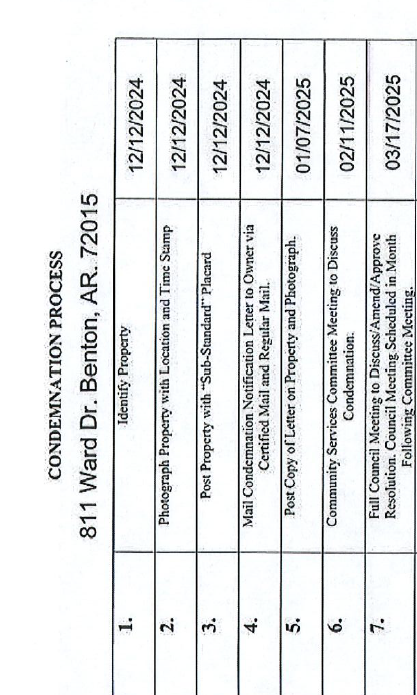 CONDEMNATION PROCESS
811 Ward Dr. Benton, AR. 72015
1. Identify Property 12/12/2024
2. Photograph Property with Location and Time Stamp 12/12/2024
3. Post Property with "Sub-Standard" Placard 12/12/2024
4. Mail Condemnation Notification Letter to Owner via
Certified Mail and Regular Mail. 12/12/2024
5. Post Copy of Letter on Property and Photograph. 01/07/2025
6. Community Services Committee Meeting to Discuss
Condemnation. 02/11/2025
7. Full Council Meeting to Discuss/Amend/Approve
Resolution. Council Meeting Scheduled in Month
Following Committee Meeting. 03/17/2025